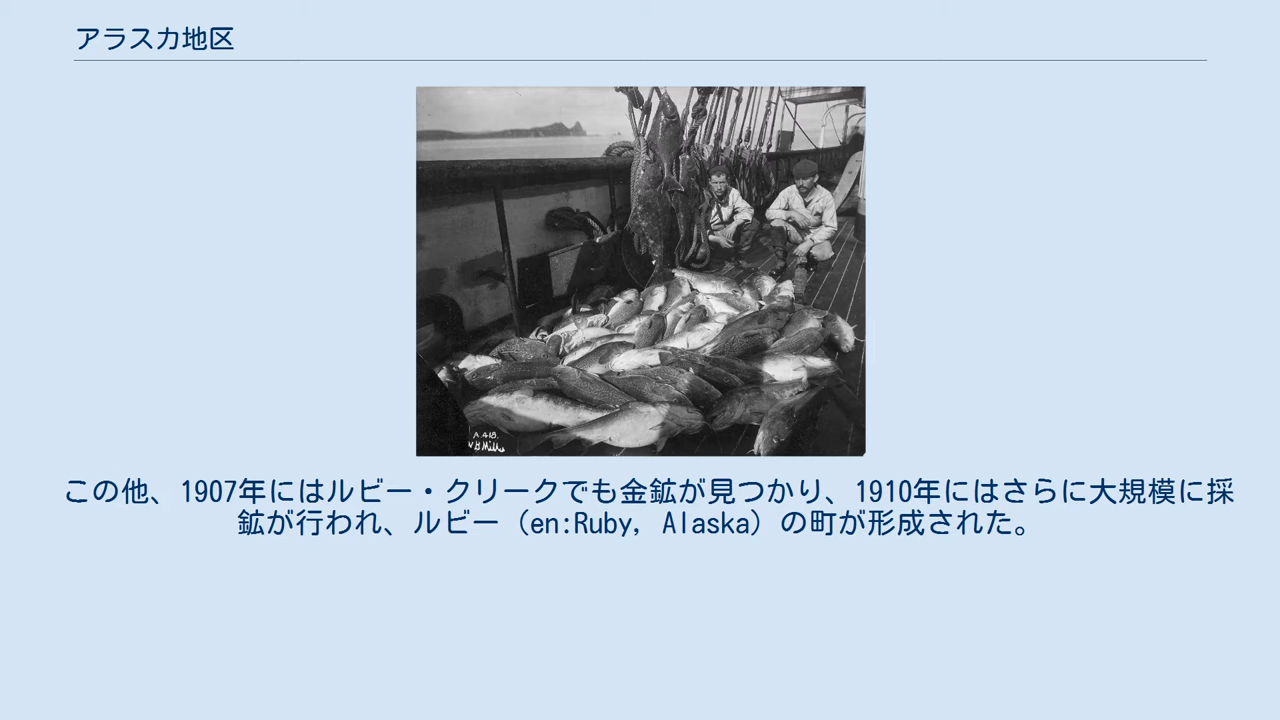 アラスカ地区
A 418.
この他、1907年にはルビー・クリークでも金鉱が見つかり、1910年にはさらに大規模に採
鉱が行われ、ルビー（en:Ruby, Alaska）の町が形成された。